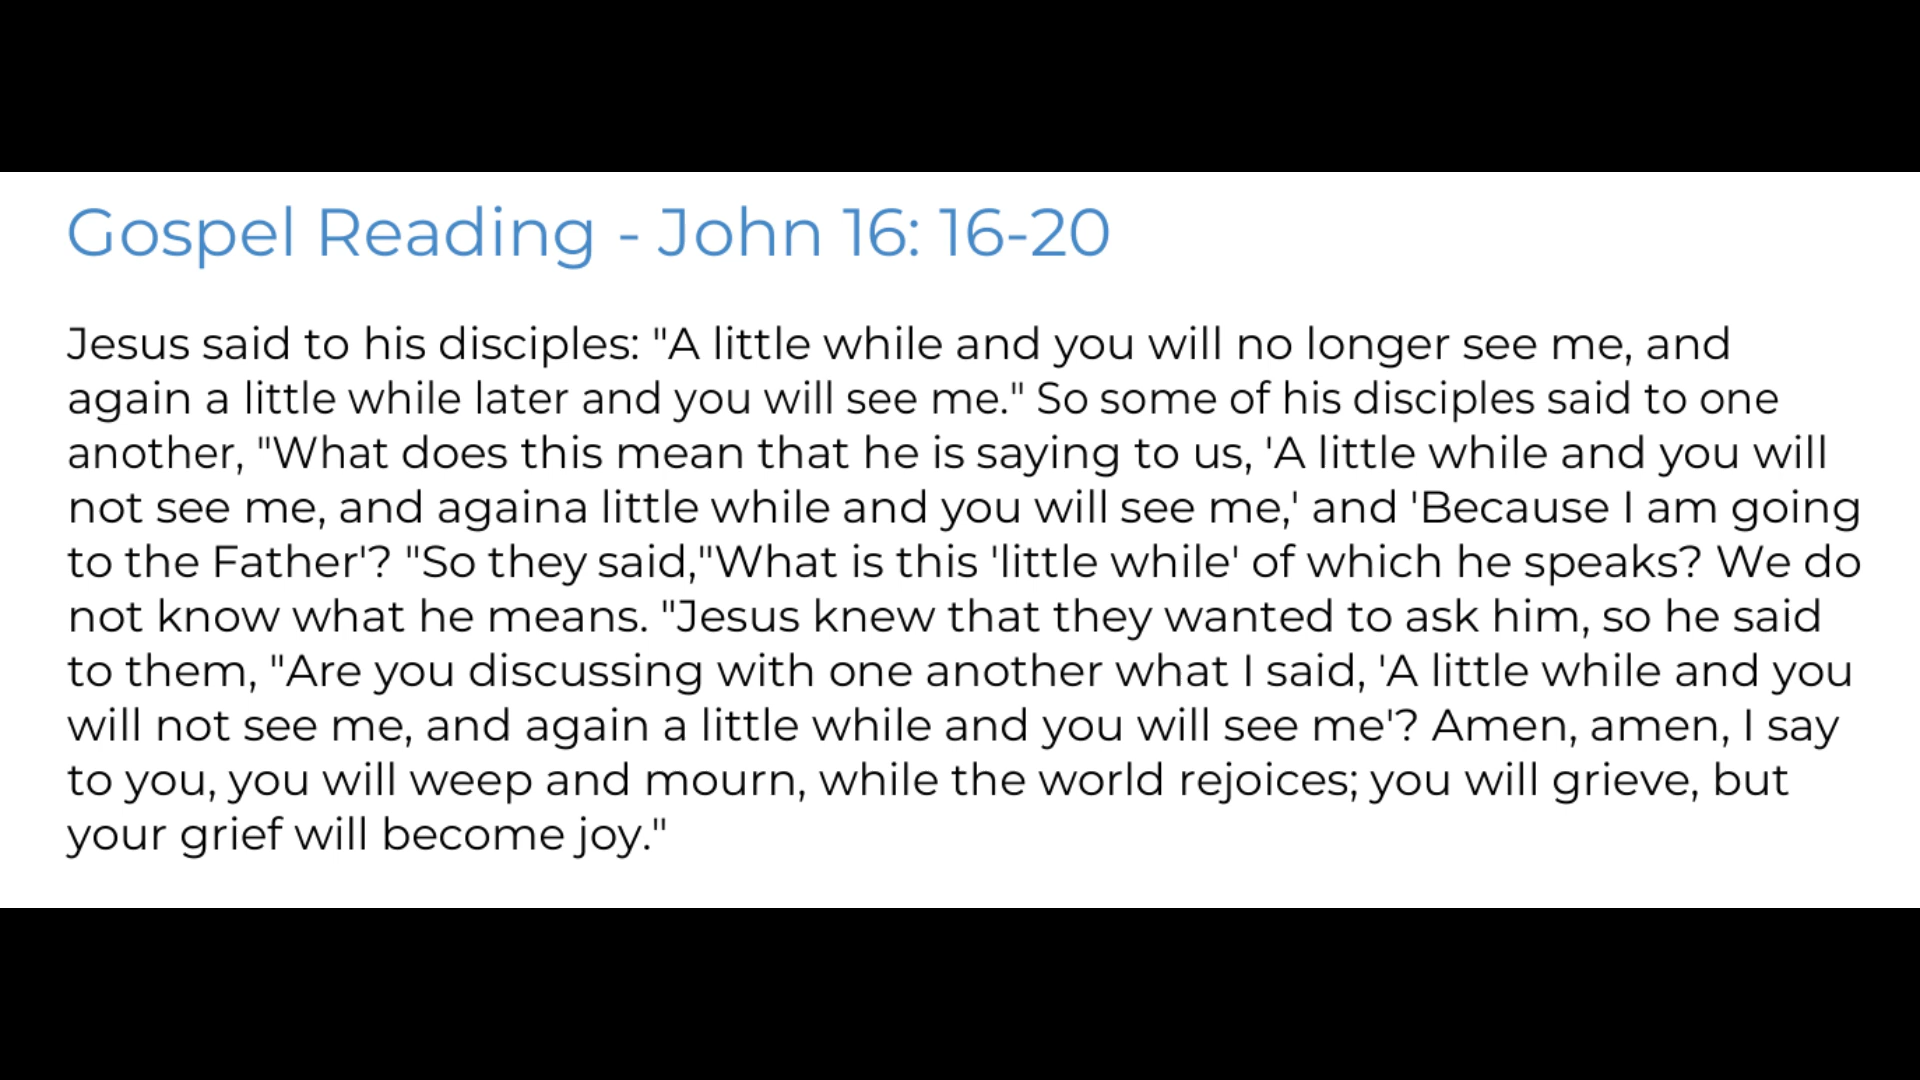 Gospel Reading - John 16: 16-20
Jesus said to his disciples: "A little while and you will no longer see me, and
again a little while later and you will see me." So some of his disciples said to one
another, "What does this mean that he is saying to us, 'A little while and you will
not see me, and againa little while and you will see me,' and 'Because I am going
to the Father'? "So they said,"What is this 'little while' of which he speaks? We do
not know what he means. "Jesus knew that they wanted to ask him, so he said
to them, "Are you discussing with one another what I said, 'A little while and you
will not see me, and again a little while and you will see me'? Amen, amen, I say
to you, you will weep and mourn, while the world rejoices; you will grieve, but
your grief will become joy."